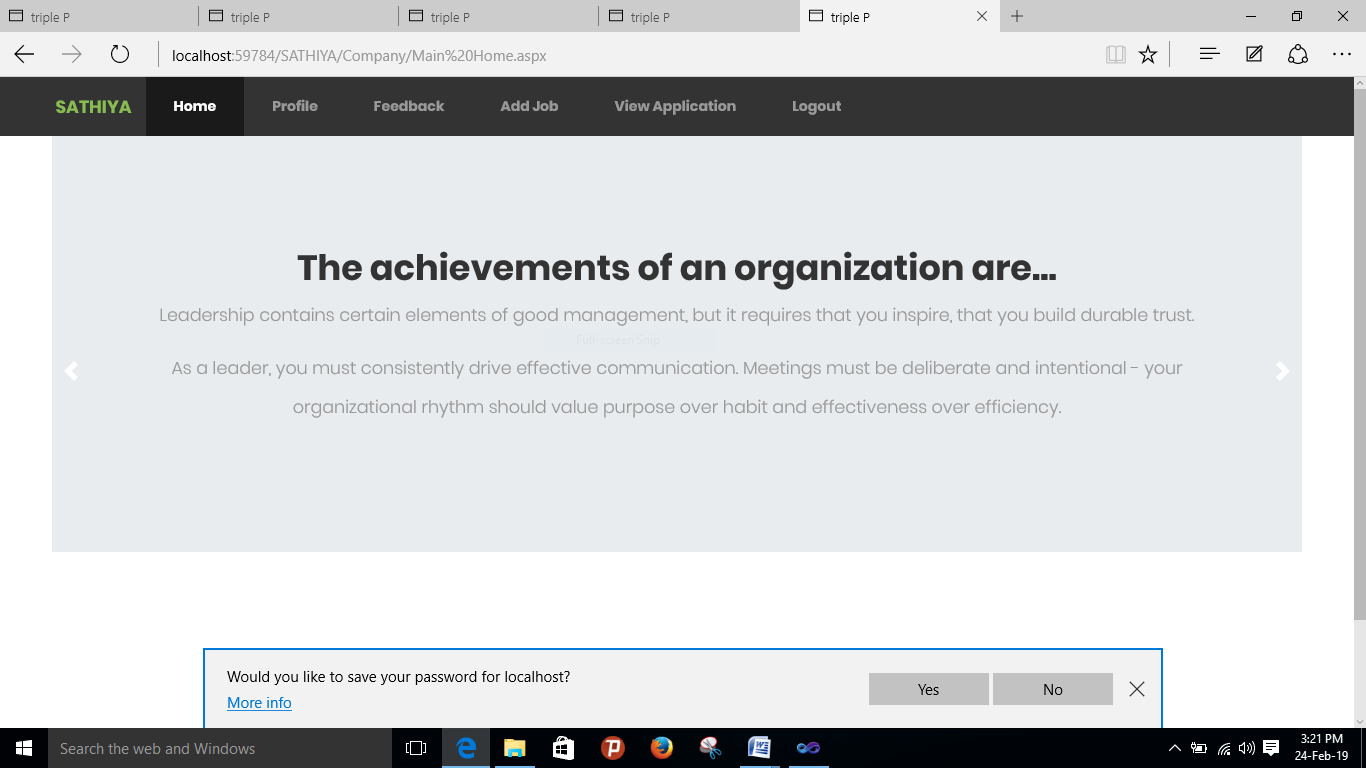 triple P
triple P
triple P
triple P
triple P
localhost:59784/SATHIYA/Company/Main%20Home.aspx
SATHIYA Home Profile Feedback Add Job View Application Logout
The achievements of an organization are...
Leadership contains certain elements of good management, but it requires that you inspire, that you build durable trust.
Full-screen Snip
As a leader, you must consistently drive effective communication. Meetings must be deliberate and intentional - your
organizational rhythm should value purpose over habit and effectiveness over efficiency.
Would you like to save your password for localhost?
More info
Yes
No
Search the web and Windows
3:21 PM
24-Feb-19